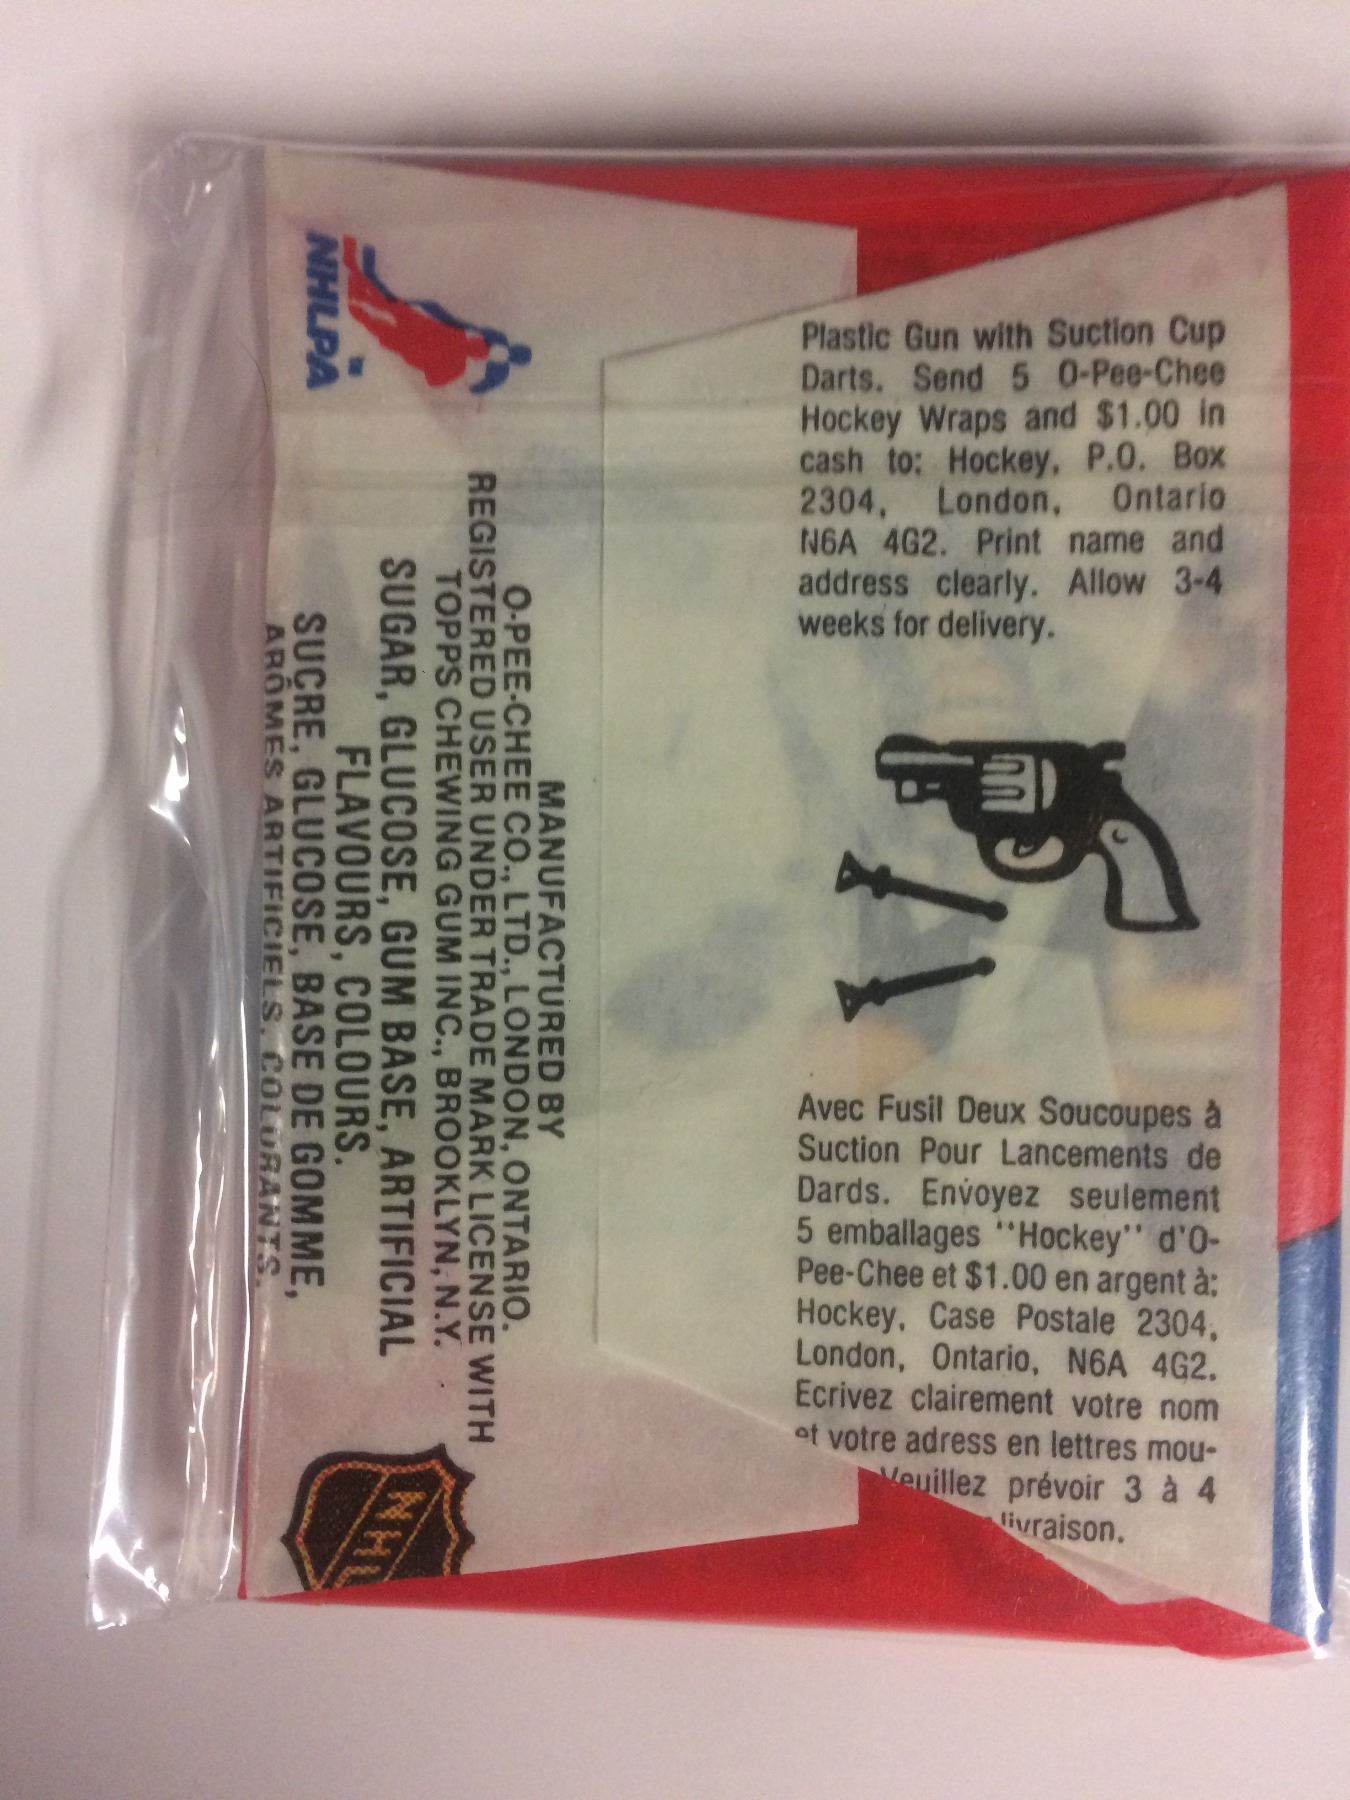 Plastic Gun with Suction Cup
Darts. Send 5 O-Pee-Chee
Hockey Wraps and $1.00 in
cash to: Hockey, P.O. Box
2304, London, Ontario
N6A 4G2. Print name and
address clearly. Allow 3-4
weeks for delivery.
Avec Fusil Deux Soucoupes à
Suction Pour Lancements de
Dards. Envoyez seulement
5 emballages "Hockey" d'O-
Pee-Chee et $1.00 en argent à:
Hockey, Case Postale 2304,
London, Ontario, N6A 4G2.
Ecrivez clairement votre nom
et votre adress en lettres mou-
Veuillez prévoir 3 à 4
livraison.
NHLPA
MANUFACTURED BY
O-PEE-CHEE CO., LTD., LONDON, ONTARIO.
REGISTERED USER UNDER TRADE MARK LICENSE WITH
TOPPS CHEWING GUM INC., BROOKLYN, N.Y.
SUGAR, GLUCOSE, GUM BASE, ARTIFICIAL
FLAVOURS, COLOURS.
SUCRE, GLUCOSE, BASE DE GOMME,
ARÔMES ARTIFICIELS, COLORANTS.
NHL